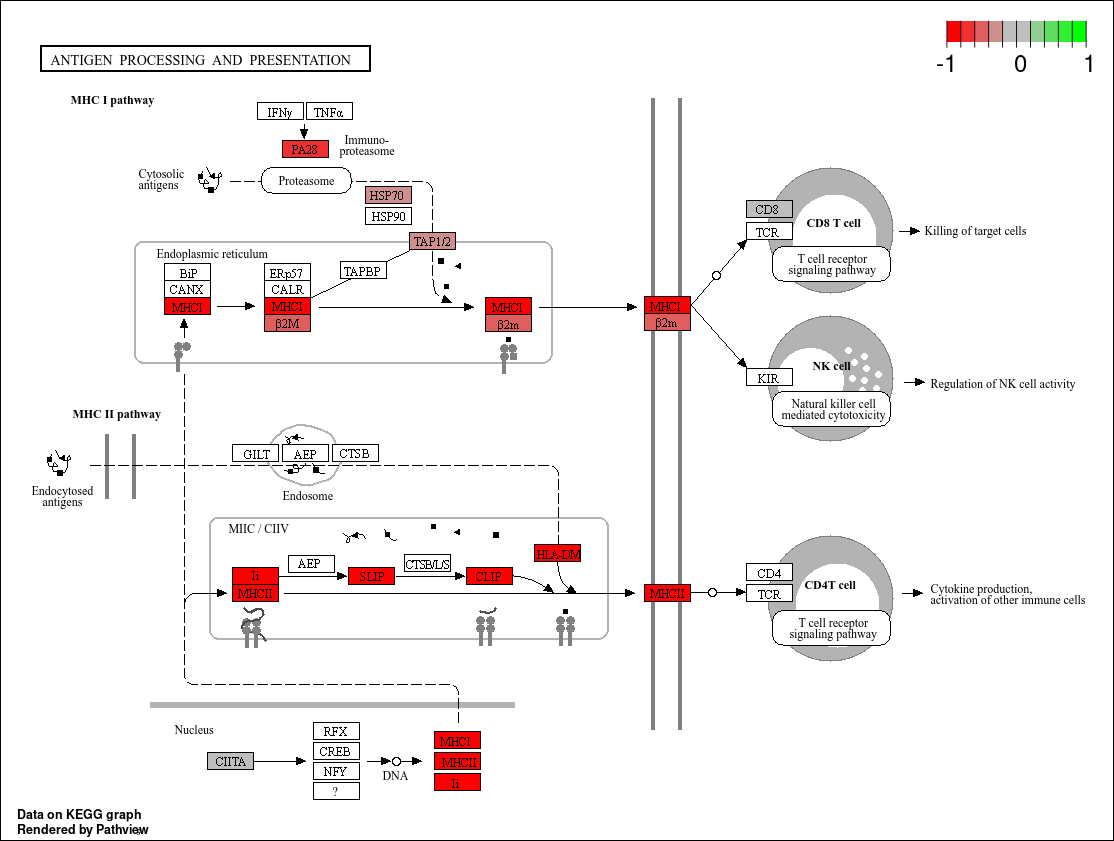 ANTIGEN PROCESSING AND PRESENTATION
-1 0 1
MHC I pathway
IFNγ TNFα
PA28
Immuno-
proteasome
Cytosolic
antigens
Proteasome
HSP70
HSP90
TAP1/2
Endoplasmic reticulum
BiP
CANX
MHCI
ERp57
CALR
MHCI
β2M
TAPBP
MHCI
β2m
MHCI
β2m
CD8
TCR
CD8 T cell
T cell receptor
signaling pathway
Killing of target cells
KIR
NK cell
Natural killer cell
mediated cytotoxicity
Regulation of NK cell activity
MHC II pathway
Endocytosed
antigens
GILT AEP CTSB
Endosome
MIIC / CIIV
Ii
MHCII
AEP
SLIP
CTSB/L/S
CLIP
HLA-DM
MHCII
CD4
TCR
CD4T cell
T cell receptor
signaling pathway
Cytokine production,
activation of other immune cells
Nucleus
CIITA
RFX
CREB
NFY
?
DNA
MHCI
MHCII
Ii
Data on KEGG graph
Rendered by Pathview